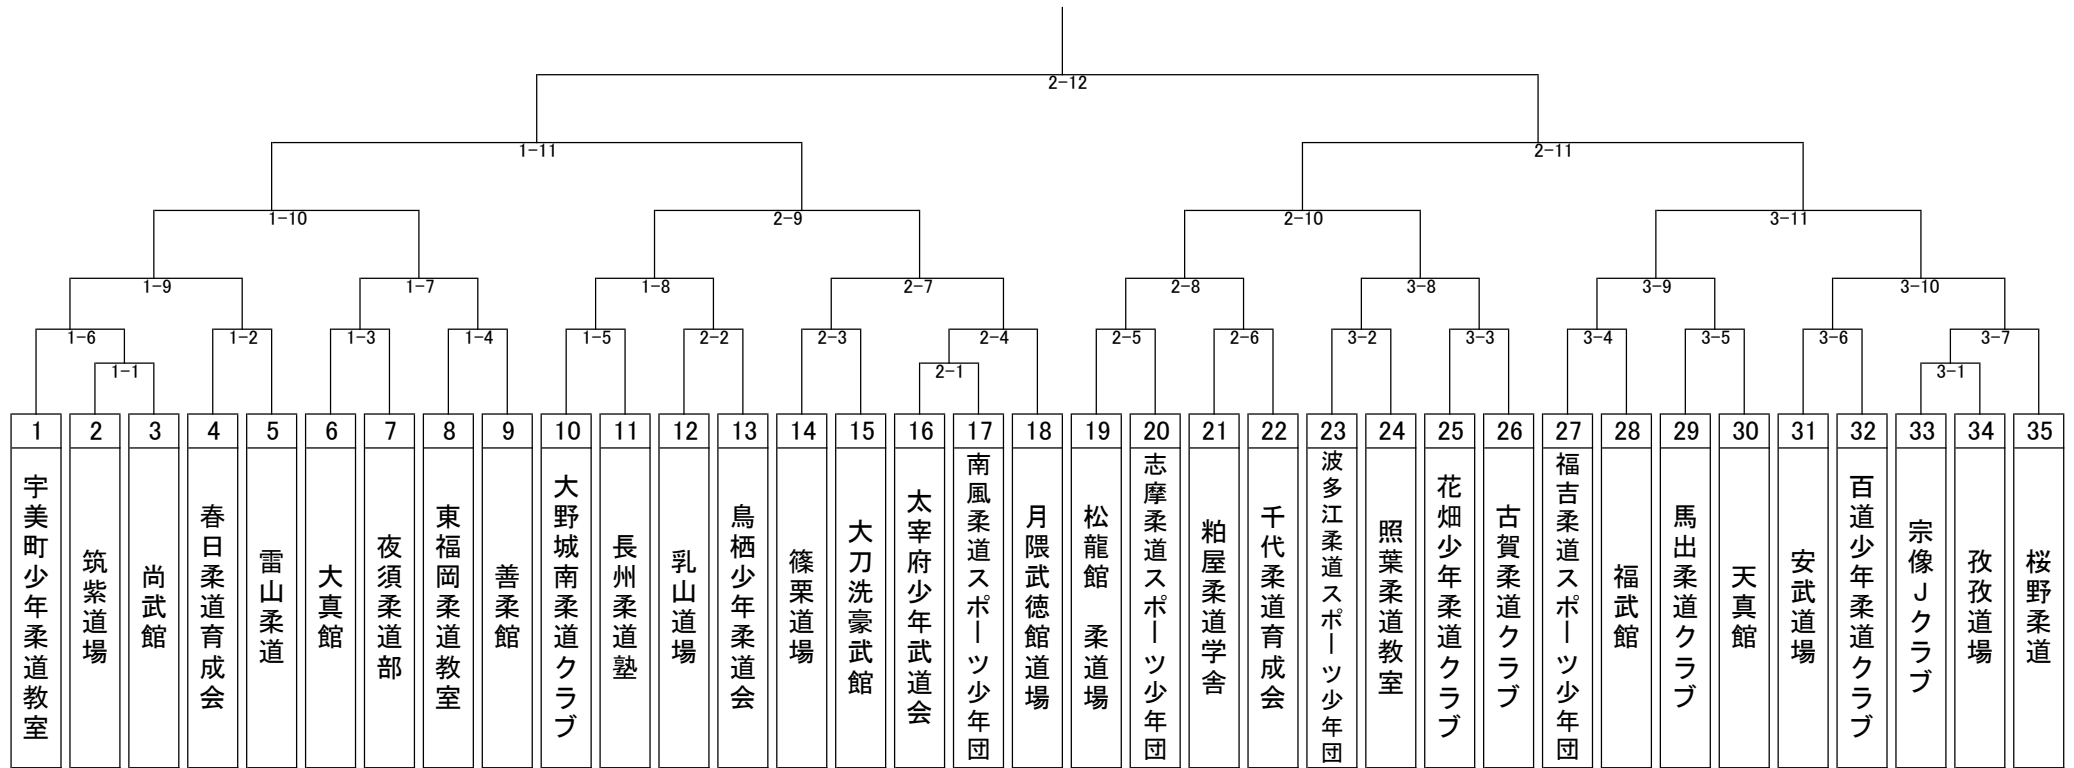 2-12
1-11
2-11
1-10
2-9
2-10
3-11
1-9
1-7
1-8
2-7
2-8
3-8
3-9
3-10
1-6
1-2
1-3
1-4
1-5
2-2
2-3
2-4
2-5
2-6
3-2
3-3
3-4
3-5
3-6
3-7
1-1
2-1
3-1
1
宇美町少年柔道教室
2
筑紫道場
3
尚武館
4
春日柔道育成会
5
雷山柔道
6
大真館
7
夜須柔道部
8
東福岡柔道教室
9
善柔館
10
大野城南柔道クラブ
11
長州柔道塾
12
乳山道場
13
鳥栖少年柔道会
14
篠栗道場
15
大刀洗豪武館
16
太宰府少年武道会
17
南風柔道スポーツ少年団
18
月隈武徳館道場
19
松龍館　柔道場
20
志摩柔道スポーツ少年団
21
粕屋柔道学舎
22
千代柔道育成会
23
波多江柔道スポーツ少年団
24
照葉柔道教室
25
花畑少年柔道クラブ
26
古賀柔道クラブ
27
福吉柔道スポーツ少年団
28
福武館
29
馬出柔道クラブ
30
天真館
31
安武道場
32
百道少年柔道クラブ
33
宗像Ｊクラブ
34
孜孜道場
35
桜野柔道